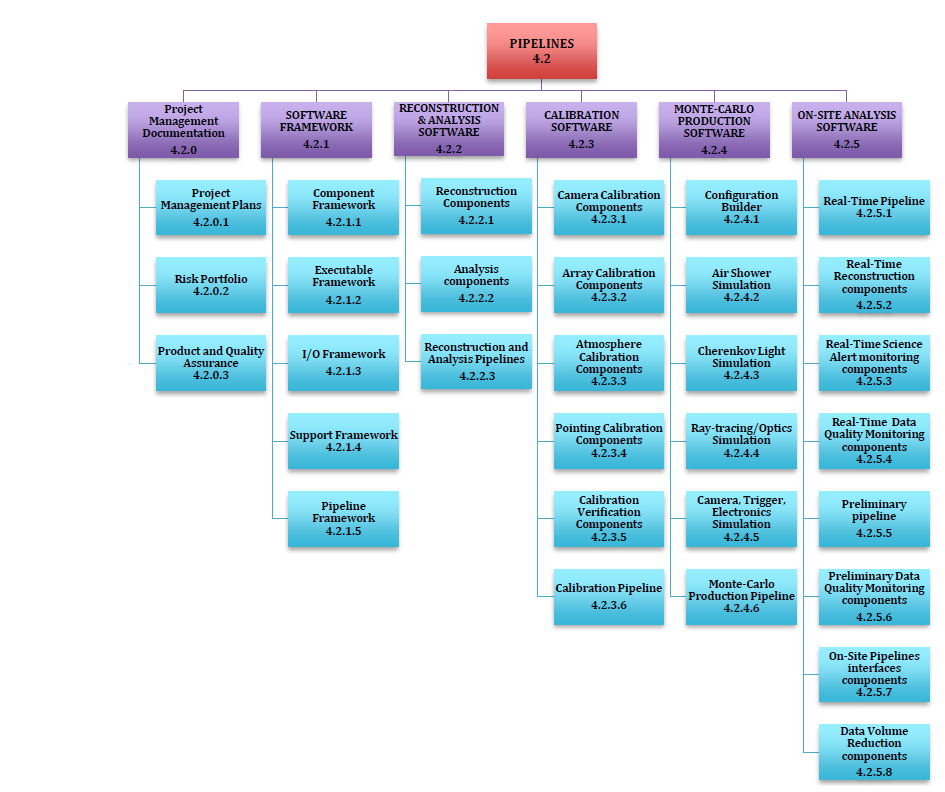 PIPELINES
4.2
Project
Management
Documentation
4.2.0
SOFTWARE
FRAMEWORK
4.2.1
RECONSTRUCTION
& ANALYSIS
SOFTWARE
4.2.2
CALIBRATION
SOFTWARE
4.2.3
MONTE-CARLO
PRODUCTION
SOFTWARE
4.2.4
ON-SITE ANALYSIS
SOFTWARE
4.2.5
Project
Management Plans
4.2.0.1
Risk Portfolio
4.2.0.2
Product and Quality
Assurance
4.2.0.3
Component
Framework
4.2.1.1
Executable
Framework
4.2.1.2
I/O Framework
4.2.1.3
Support Framework
4.2.1.4
Pipeline
Framework
4.2.1.5
Reconstruction
Components
4.2.2.1
Analysis
components
4.2.2.2
Reconstruction and
Analysis Pipelines
4.2.2.3
Camera Calibration
Components
4.2.3.1
Array Calibration
Components
4.2.3.2
Atmosphere
Calibration
Components
4.2.3.3
Pointing Calibration
Components
4.2.3.4
Calibration
Verification
Components
4.2.3.5
Calibration Pipeline
4.2.3.6
Configuration
Builder
4.2.4.1
Air Shower
Simulation
4.2.4.2
Cherenkov Light
Simulation
4.2.4.3
Ray-tracing/Optics
Simulation
4.2.4.4
Camera, Trigger,
Electronics
Simulation
4.2.4.5
Monte-Carlo
Production Pipeline
4.2.4.6
Real-Time Pipeline
4.2.5.1
Real-Time
Reconstruction
components
4.2.5.2
Real-Time Science
Alert monitoring
components
4.2.5.3
Real-Time Data
Quality Monitoring
components
4.2.5.4
Preliminary
pipeline
4.2.5.5
Preliminary Data
Quality Monitoring
components
4.2.5.6
On-Site Pipelines
interfaces
components
4.2.5.7
Data Volume
Reduction
components
4.2.5.8